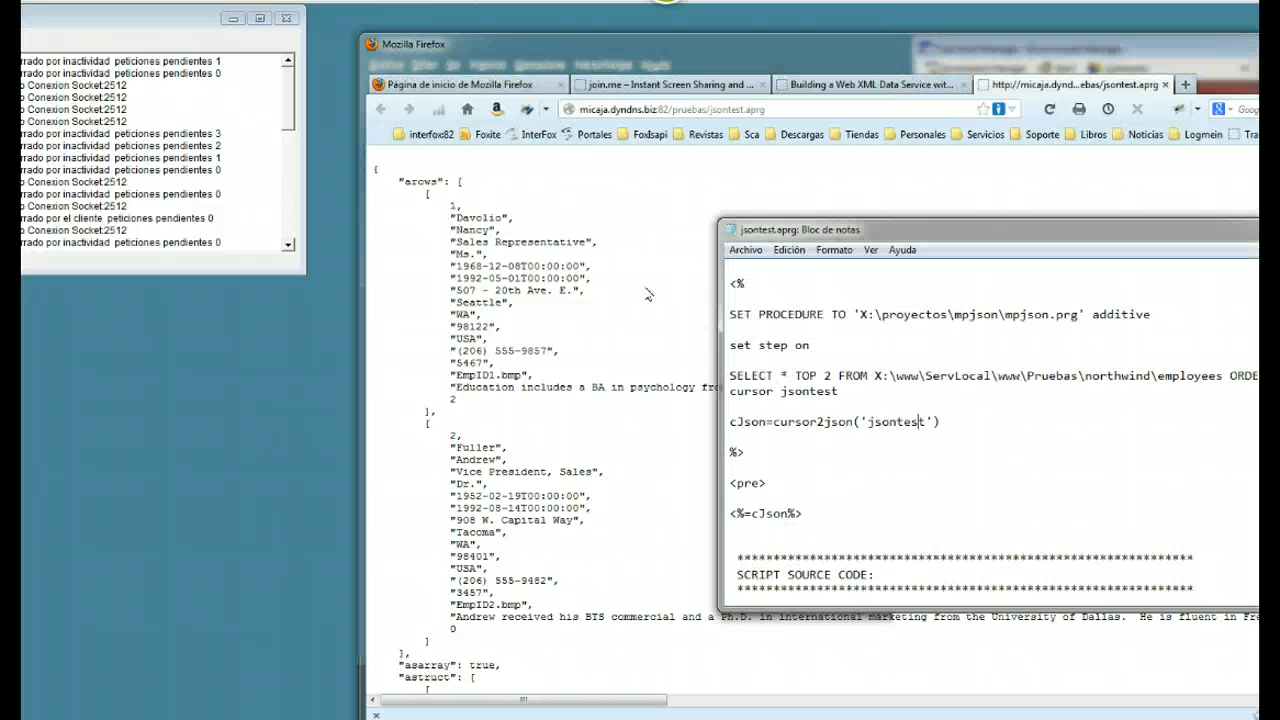 rrado por inactividad peticiones pendientes 1
rrado por inactividad peticiones pendientes 0
o Conexion Socket:2512
o Conexion Socket:2512
o Conexion Socket:2512
o Conexion Socket:2512
rrado por inactividad peticiones pendientes 3
rrado por inactividad peticiones pendientes 2
rrado por inactividad peticiones pendientes 1
rrado por inactividad peticiones pendientes 0
o Conexion Socket:2512
rrado por inactividad peticiones pendientes 0
o Conexion Socket:2512
rrado por el cliente peticiones pendientes 0
o Conexion Socket:2512
rrado por inactividad peticiones pendientes 0
Mozilla Firefox
Página de inicio de Mozilla Firefox
join.me – Instant Screen Sharing and ...
Building a Web XML Data Service wit...
http://micaja.dynd...ebas/jsontest.aprg
micaja.dyndns.biz:82/pruebas/jsontest.aprg
Goog
interfox82 Foxite InterFox Portales FoxIsapi Revistas Sca Descargas Tiendas Personales Servicios Soporte Libros Noticias Logmein Tra
{
"arows": [
[
1,
"Davolio",
"Nancy",
"Sales Representative",
"Ms.",
"1968-12-08T00:00:00",
"1992-05-01T00:00:00",
"507 - 20th Ave. E.",
"Seattle",
"WA",
"98122",
"USA",
"(206) 555-9857",
"5467",
"EmpID1.bmp",
"Education includes a BA in psychology fro
2
],
[
2,
"Fuller",
"Andrew",
"Vice President, Sales",
"Dr.",
"1952-02-19T00:00:00",
"1992-08-14T00:00:00",
"908 W. Capital Way",
"Tacoma",
"WA",
"98401",
"USA",
"(206) 555-9482",
"3457",
"EmpID2.bmp",
"Andrew received his BTS commercial and a Ph.D. in international marketing from the University of Dallas. He is fluent in Fre
0
]
],
"asarray": true,
"astruct": [
[
jsontest.aprg: Bloc de notas
Archivo Edición Formato Ver Ayuda
<%
SET PROCEDURE TO 'X:\proyectos\mpjson\mpjson.prg' additive
set step on
SELECT * TOP 2 FROM X:\www\ServLocal\www\Pruebas\northwind\employees ORDE
cursor jsontest
cJson=cursor2json('jsontest')
%>
<pre>
<%=cJson%>
***************************************************************
SCRIPT SOURCE CODE:
***************************************************************